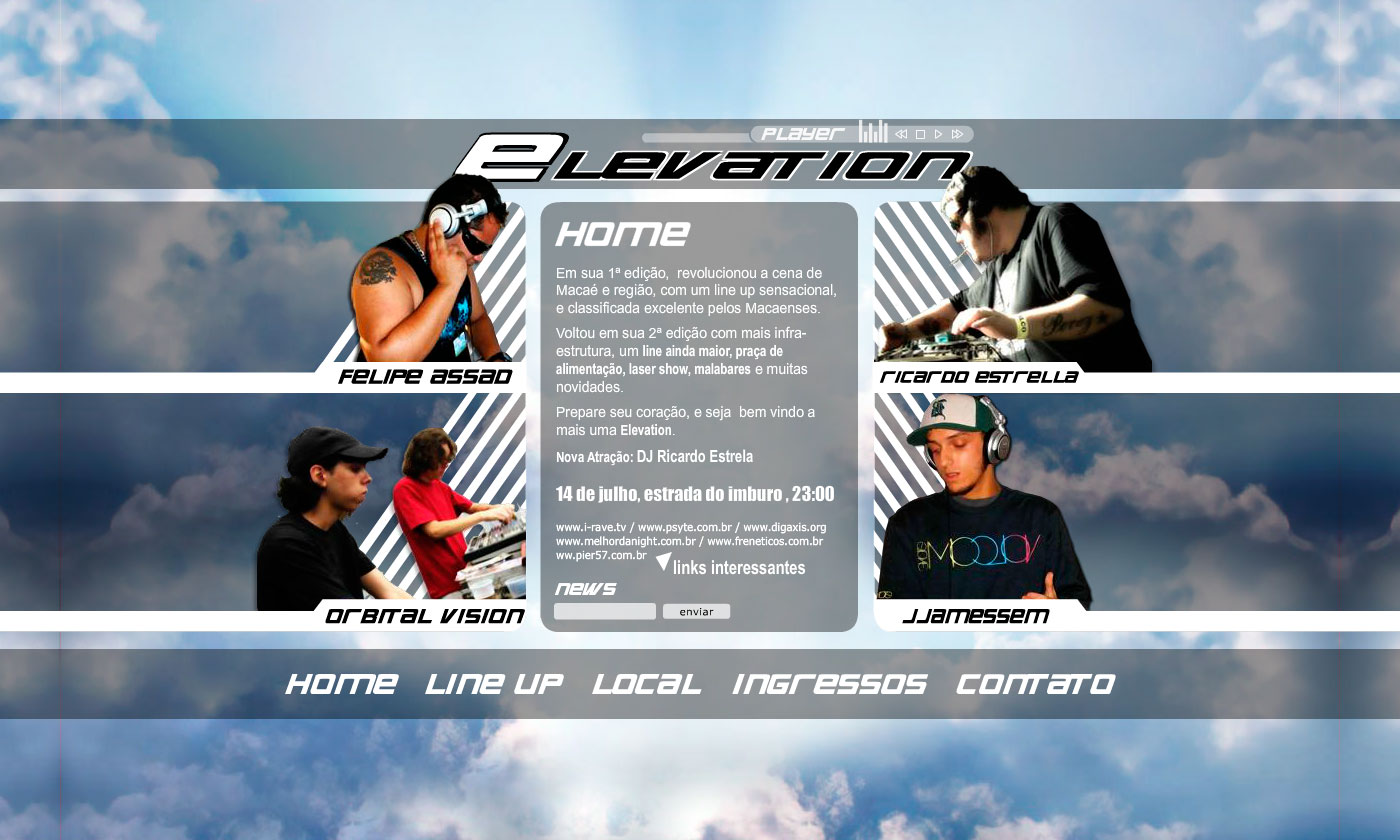 PLAYER
ELEVATION
HOME
Em sua 1ª edição, revolucionou a cena de
Macaé e região, com um line up sensacional,
e classificada excelente pelos Macaenses.
Voltou em sua 2ª edição com mais infra-
estrutura, um line ainda maior, praça de
alimentação, laser show, malabares e muitas
novidades.
Prepare seu coração, e seja bem vindo a
mais uma Elevation.
Nova Atração: DJ Ricardo Estrela
14 de julho, estrada do imburo , 23:00
www.i-rave.tv / www.psyte.com.br / www.digaxis.org
www.melhordanight.com.br / www.freneticos.com.br
ww.pier57.com.br
links interessantes
NEWS
enviar
FELIPE ASSAD
RICARDO ESTRELLA
Perez
ORBITAL VISION
JJAMESSEM
HOME LINE UP LOCAL INGRESSOS CONTATO